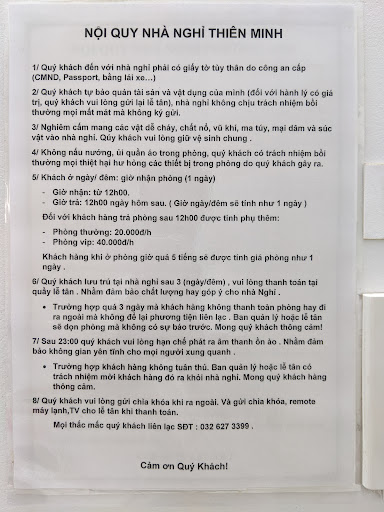 NỘI QUY NHÀ NGHỈ THIÊN MINH
1/ Quý khách đến với nhà nghỉ phải có giấy tờ tùy thân do công an cấp
(CMND, Passport, bằng lái xe...)
2/ Quý khách tự bảo quản tài sản và vật dụng của mình (đối với hành lý có giá
trị, quý khách vui lòng gửi lại lễ tân), nhà nghỉ không chịu trách nhiệm bồi
thường mọi mất mát mà không ký gửi.
3/ Nghiêm cấm mang các vật dễ cháy, chất nổ, vũ khí, ma túy, mại dâm và súc
vật vào nhà nghỉ. Qúy khách vui lòng giữ vệ sinh chung .
4/ Không nấu nướng, ủi quần áo trong phòng, quý khách có trách nhiệm bồi
thường mọi thiệt hại hư hỏng các thiết bị trong phòng do quý khách gây ra.
5/ Khách ở ngày/ đêm: giờ nhận phòng (1 ngày)
- Giờ nhận: từ 12h00.
- Giờ trả: 12h00 ngày hôm sau. ( Giờ ngày/đêm sẽ tính như 1 ngày )
Đối với khách hàng trả phòng sau 12h00 được tính phụ thêm:
- Phòng thường: 20.000đ/h
- Phòng vip: 40.000đ/h
Khách hàng khi ở phòng giờ quá 5 tiếng sẽ được tính giá phòng như 1
ngày .
6/ Quý khách lưu trú tại nhà nghỉ sau 3 (ngày/đêm) , vui lòng thanh toán tại
quầy lễ tân . Nhằm đảm bảo chất lượng hay góp ý cho nhà Nghỉ .
• Trường hợp quá 3 ngày mà khách hàng không thanh toán phòng hay đi
ra ngoài mà không để lại phương tiện liên lạc . Ban quản lý hoặc lễ tân
sẽ dọn phòng mà không có sự báo trước. Mong quý khách thông cảm!
7/ Sau 23:00 quý khách vui lòng hạn chế phát ra âm thanh ồn ào . Nhằm đảm
bảo không gian yên tĩnh cho mọi người xung quanh .
• Trường hợp khách hàng không tuân thủ. Ban quản lý hoặc lễ tân có
trách nhiệm mời khách hàng đó ra khỏi nhà nghỉ. Mong quý khách hàng
thông cảm.
8/ Quý khách vui lòng gửi chìa khóa khi ra ngoài. Và gửi chìa khóa, remote
máy lạnh,TV cho lễ tân khi thanh toán.
Mọi thắc mắc quý khách liên lạc SĐT : 032 627 3399 .
Cảm ơn Quý Khách!